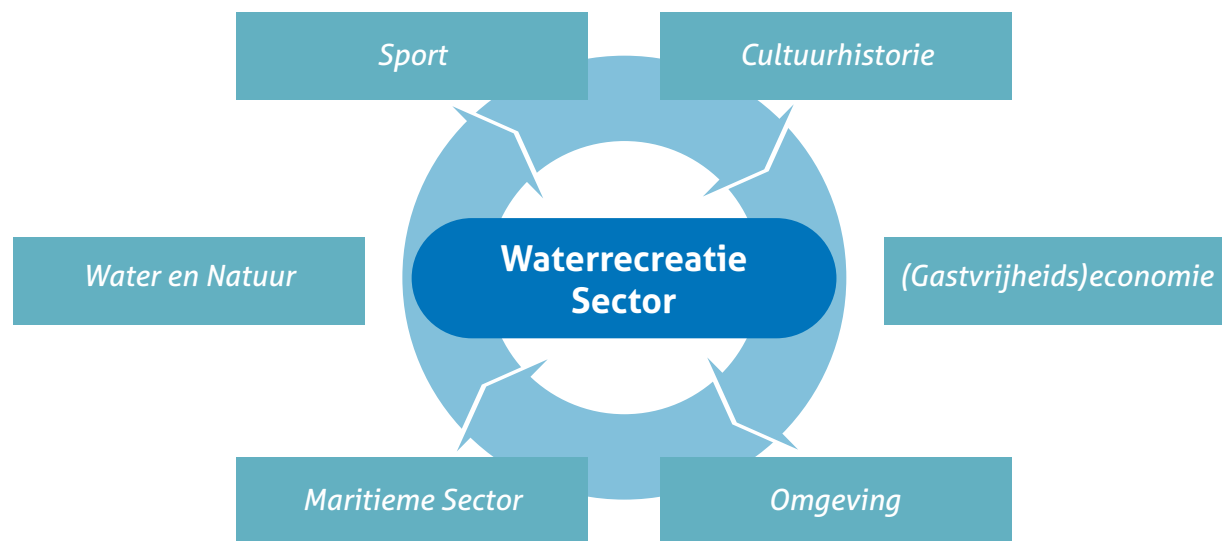 Sport
Cultuurhistorie
Water en Natuur
Waterrecreatie
Sector
(Gastvrijheids)economie
Maritieme Sector
Omgeving